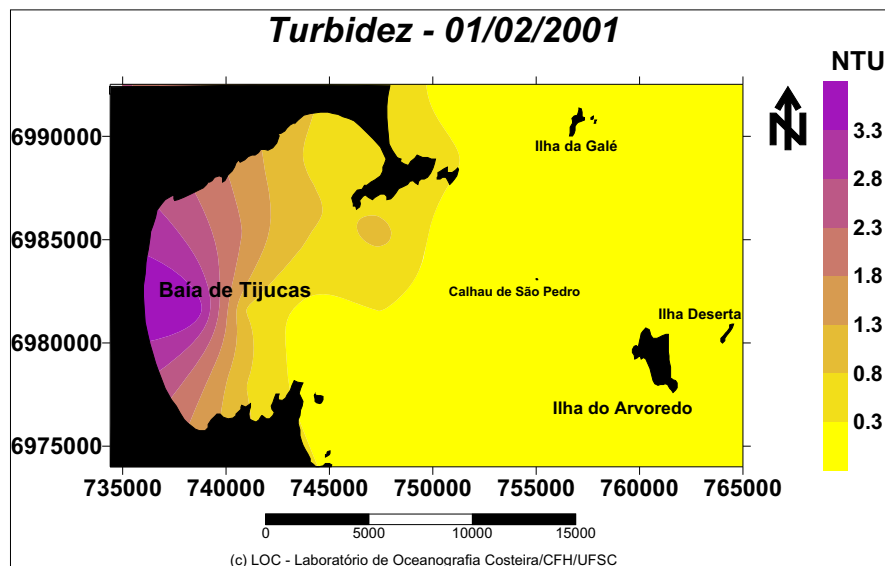 Turbidez - 01/02/2001
NTU
3.3
2.8
2.3
1.8
1.3
0.8
0.3
N
6990000
6985000
6980000
6975000
Ilha da Galé
Baía de Tijucas
Calhau de São Pedro
Ilha Deserta
Ilha do Arvoredo
735000 740000 745000 750000 755000 760000 765000
0 5000 10000 15000
(c) LOC - Laboratório de Oceanografia Costeira/CFH/UFSC